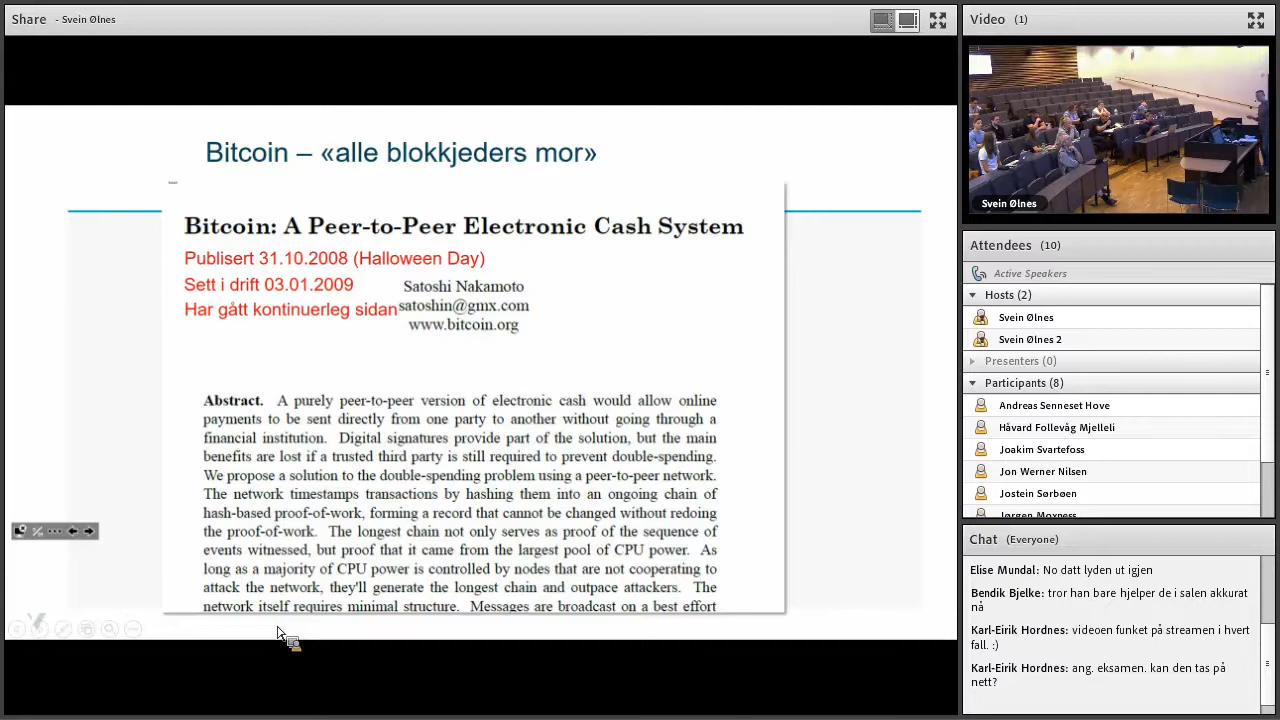 Share - Svein Ølnes
Bitcoin – «alle blokkjeders mor»
Bitcoin: A Peer-to-Peer Electronic Cash System
Publisert 31.10.2008 (Halloween Day)
Sett i drift 03.01.2009
Har gått kontinuerleg sidan
Satoshi Nakamoto
satoshin@gmx.com
www.bitcoin.org
Abstract. A purely peer-to-peer version of electronic cash would allow online
payments to be sent directly from one party to another without going through a
financial institution. Digital signatures provide part of the solution, but the main
benefits are lost if a trusted third party is still required to prevent double-spending.
We propose a solution to the double-spending problem using a peer-to-peer network.
The network timestamps transactions by hashing them into an ongoing chain of
hash-based proof-of-work, forming a record that cannot be changed without redoing
the proof-of-work. The longest chain not only serves as proof of the sequence of
events witnessed, but proof that it came from the largest pool of CPU power. As
long as a majority of CPU power is controlled by nodes that are not cooperating to
attack the network, they'll generate the longest chain and outpace attackers. The
network itself requires minimal structure. Messages are broadcast on a best effort
Video (1)
Svein Ølnes
Attendees (10)
Active Speakers
Hosts (2)
Svein Ølnes
Svein Ølnes 2
Presenters (0)
Participants (8)
Andreas Senneset Hove
Håvard Follevåg Mjelleli
Joakim Svartefoss
Jon Werner Nilsen
Jostein Sørbøen
Jørgen Moxness
Chat (Everyone)
Elise Mundal: No datt lyden ut igjen
Bendik Bjelke: tror han bare hjelper de i salen akkurat
nå
Karl-Eirik Hordnes: videoen funket på streamen i hvert
fall. :)
Karl-Eirik Hordnes: ang. eksamen. kan den tas på
nett?